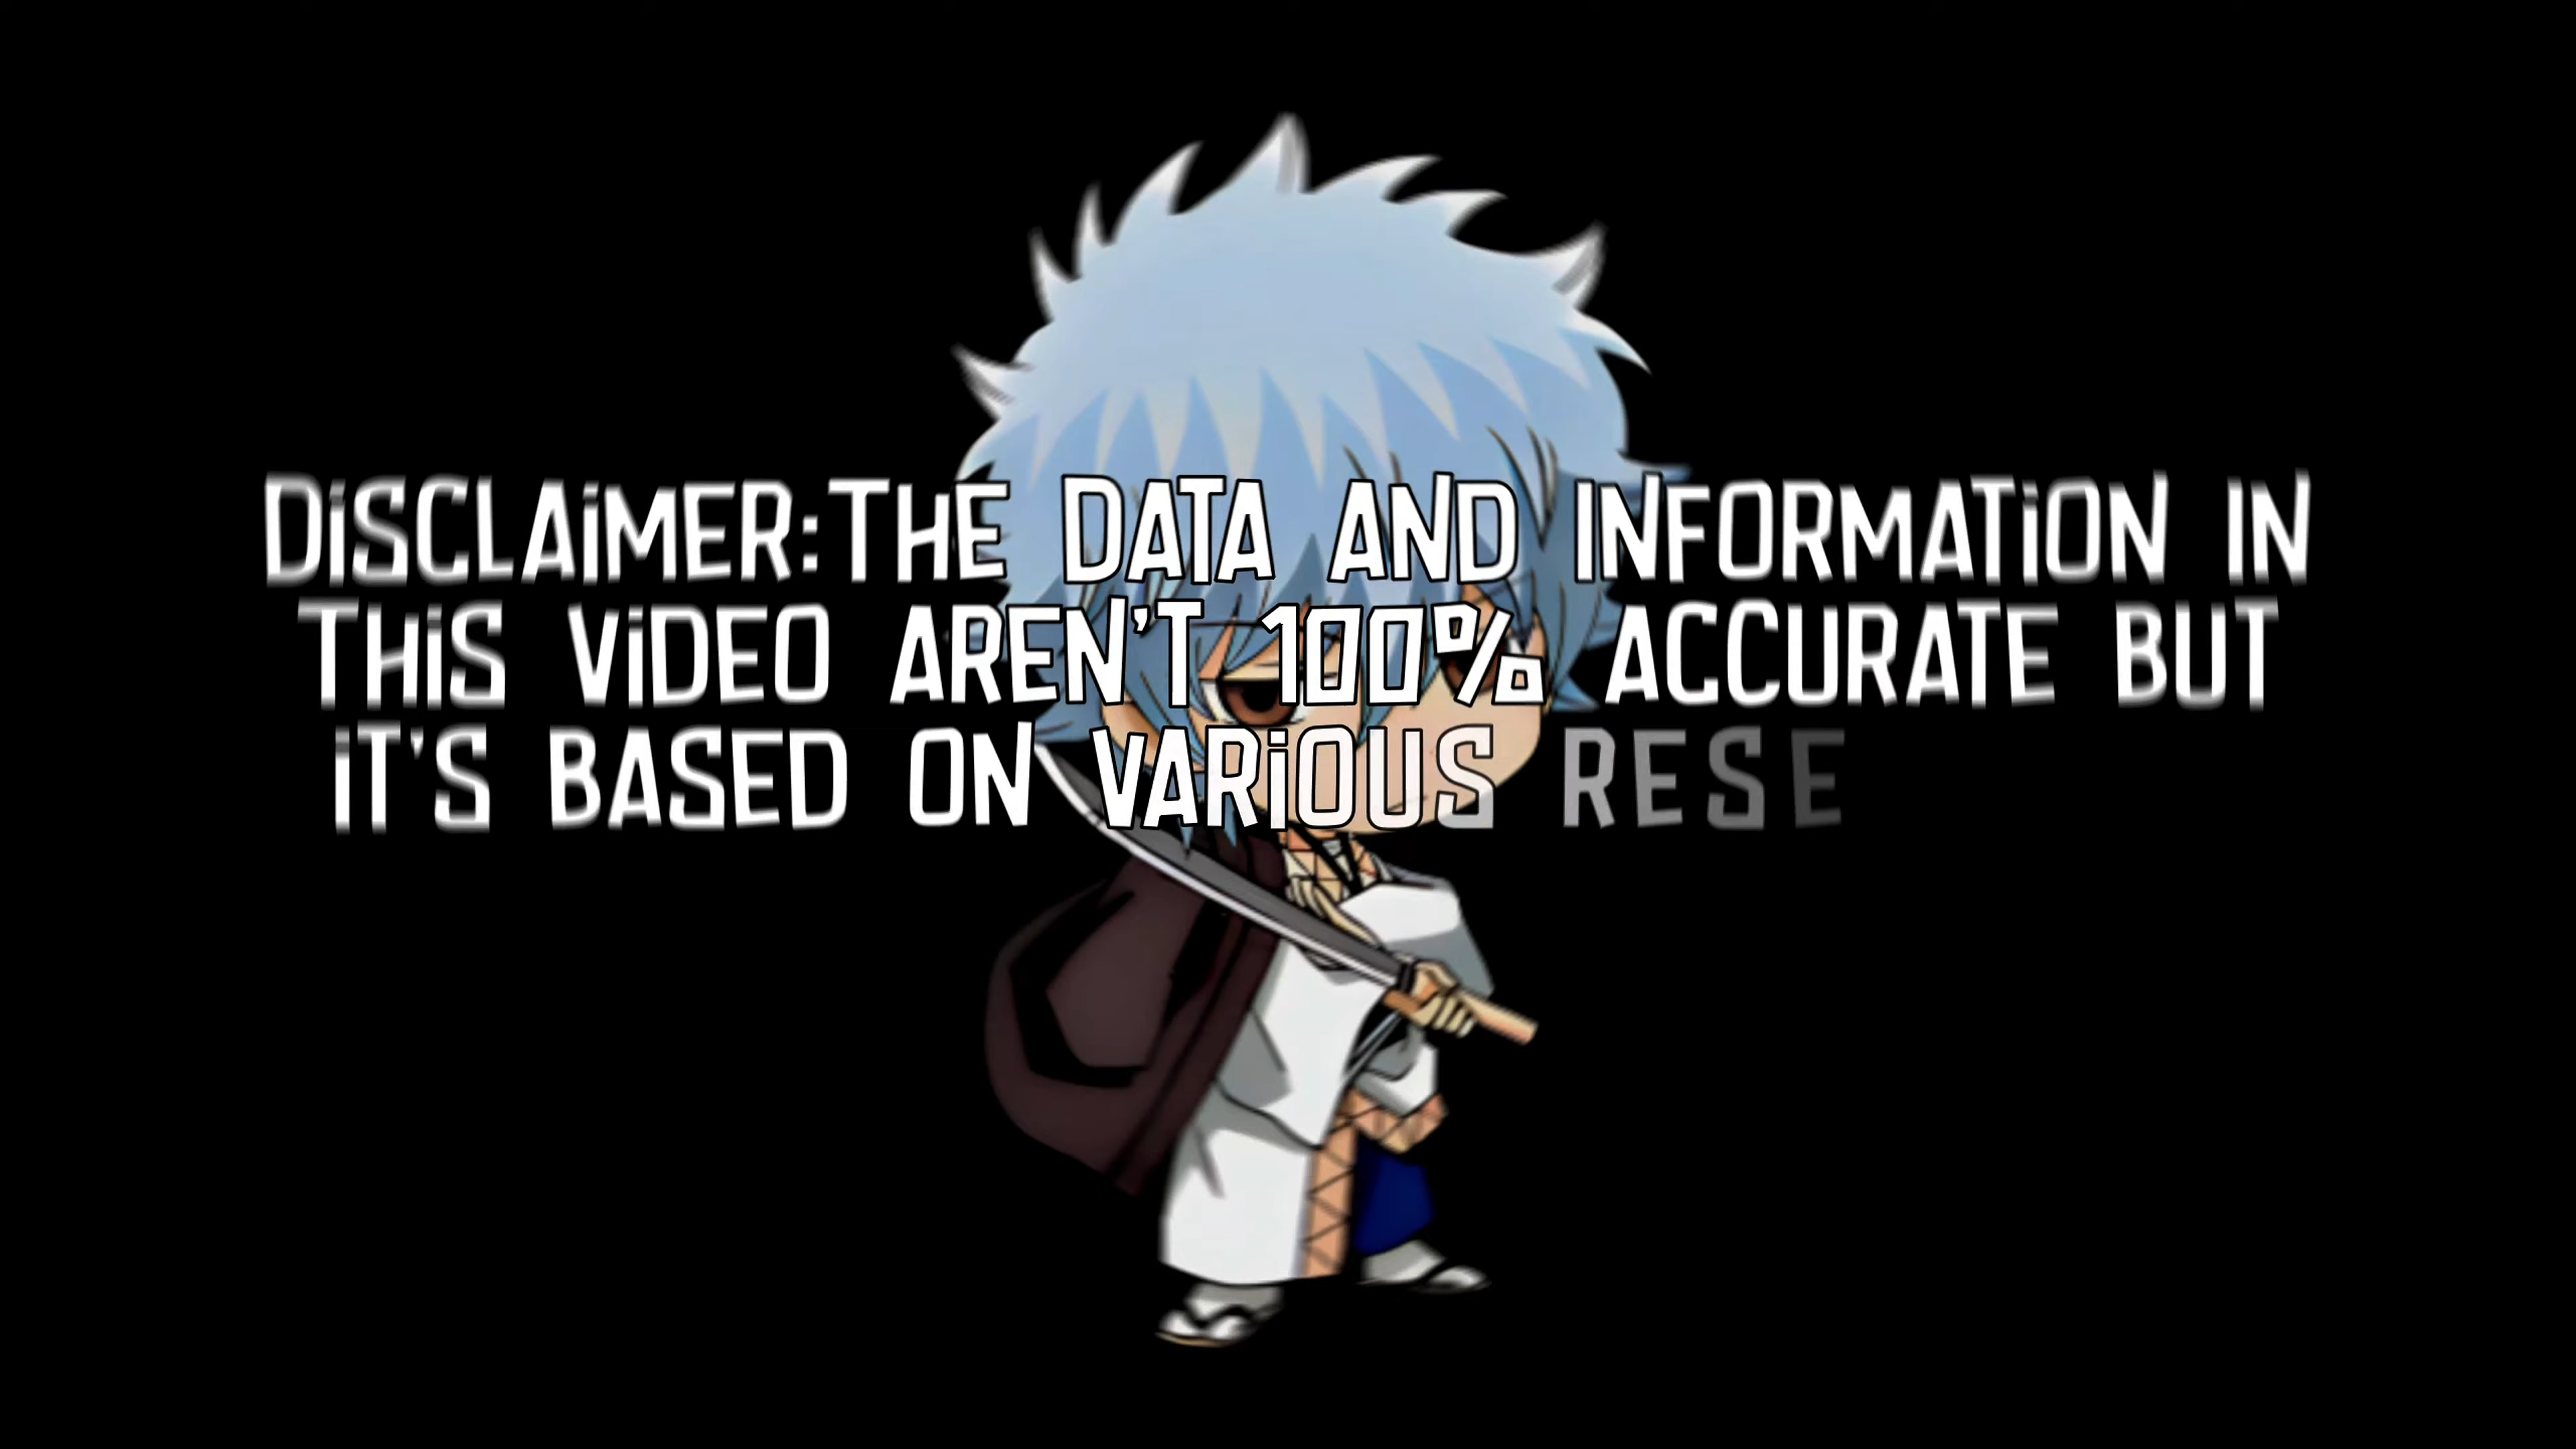 DISCLAIMER:THE DATA AND INFORMATION IN
THIS VIDEO AREN'T 100% ACCURATE BUT
IT'S BASED ON VARIOUS RESE